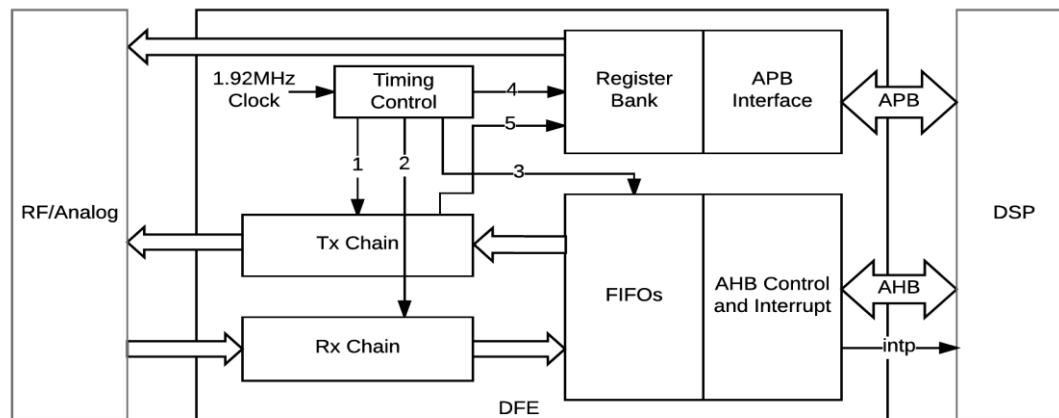 1.92MHz
Clock
Timing
Control
4
5
1
2
3
Register
Bank
APB
Interface
APB
RF/Analog
Tx Chain
Rx Chain
FIFOs
AHB Control
and Interrupt
AHB
intp
DSP
DFE